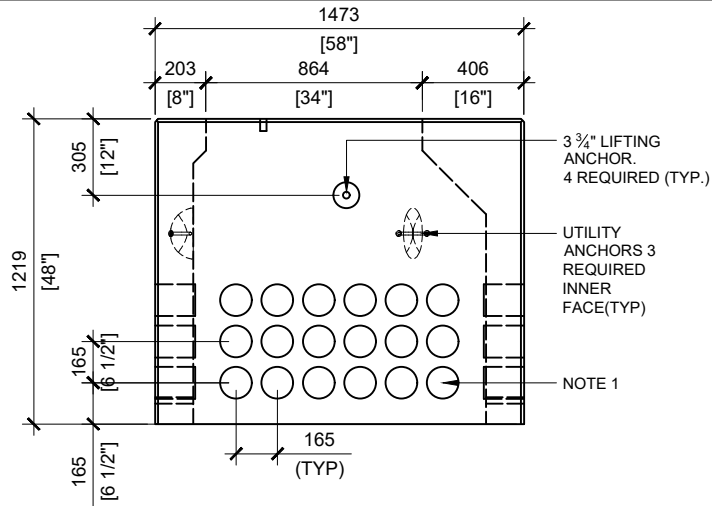 1473
[58"]
203
864
406
[8"]
[34"]
[16"]
305
[12"]
3 ¾" LIFTING
ANCHOR.
4 REQUIRED (TYP.)
1219
[48"]
UTILITY
ANCHORS 3
REQUIRED
INNER
FACE(TYP)
165
[6 1/2"]
NOTE 1
165
[6 1/2"]
165
(TYP)